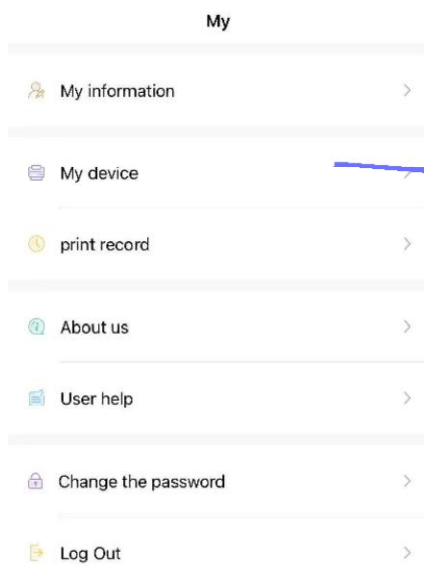 My
My information
My device
print record
About us
User help
Change the password
Log Out